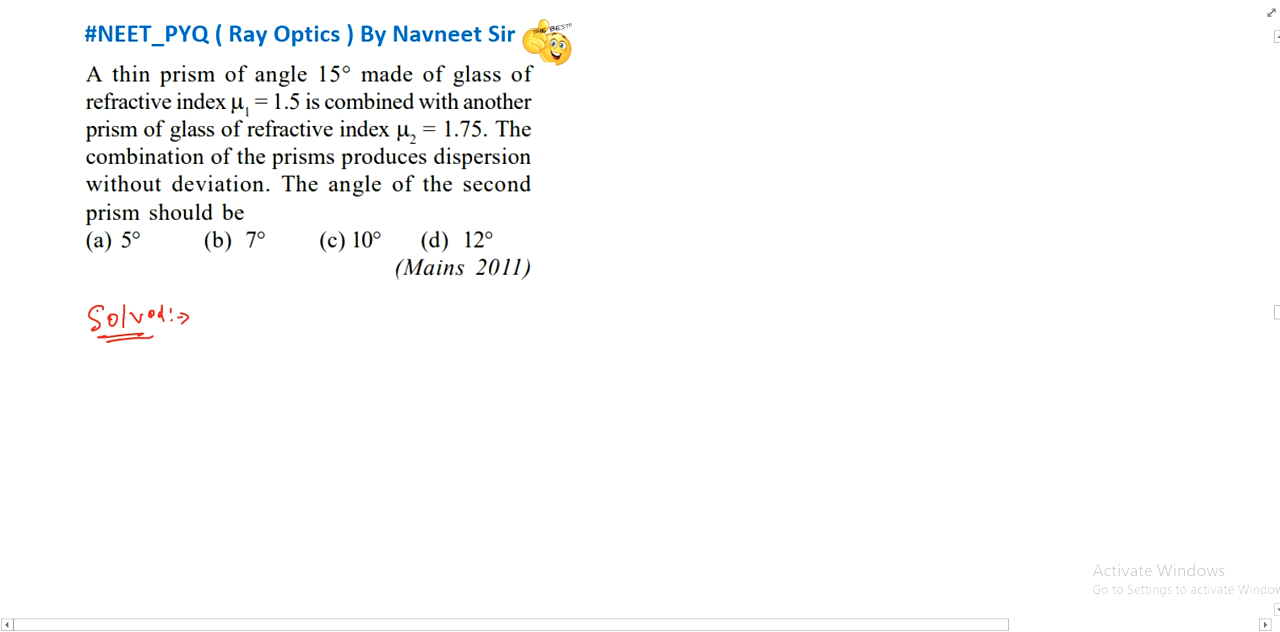 #NEET_PYQ ( Ray Optics ) By Navneet Sir
THE BEST!!!
A thin prism of angle 15° made of glass of
refractive index μ₁ = 1.5 is combined with another
prism of glass of refractive index μ₂ = 1.75. The
combination of the prisms produces dispersion
without deviation. The angle of the second
prism should be
(a) 5° (b) 7° (c) 10° (d) 12°
(Mains 2011)
Solved:→
Activate Windows
Go to Settings to activate Window